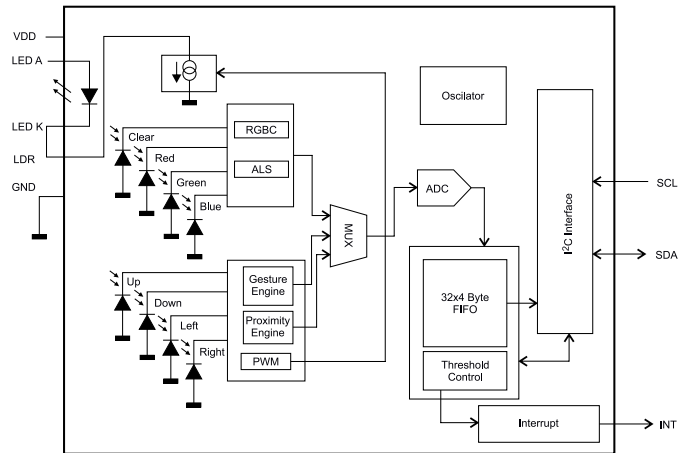 VDD
LED A
LED K
LDR
GND
Clear
Red
Green
Blue
RGBC
ALS
Up
Down
Left
Right
Gesture
Engine
Proximity
Engine
PWM
MUX
ADC
Oscilator
32x4 Byte
FIFO
Threshold
Control
I²C Interface
Interrupt
SCL
SDA
INT